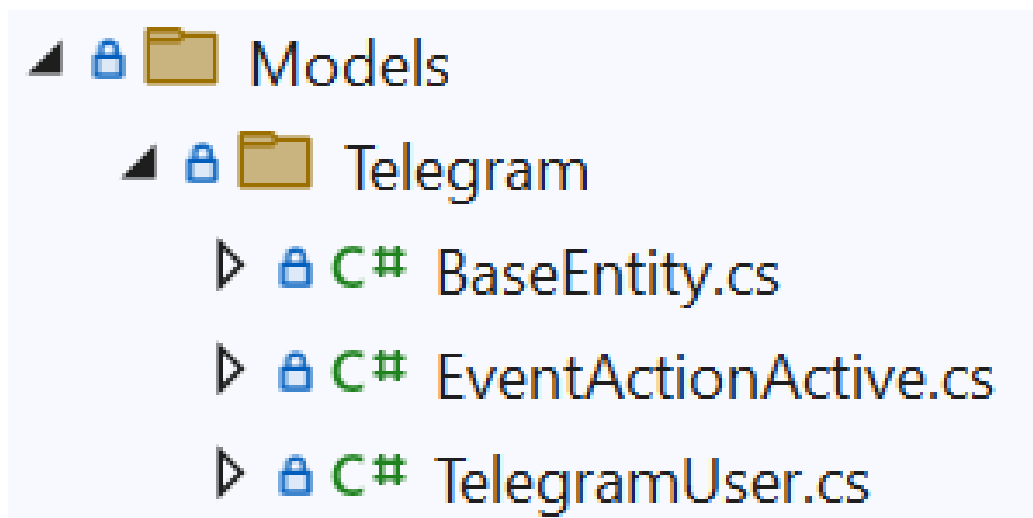 Models
Telegram
C# BaseEntity.cs
C# EventActionActive.cs
C# TelegramUser.cs